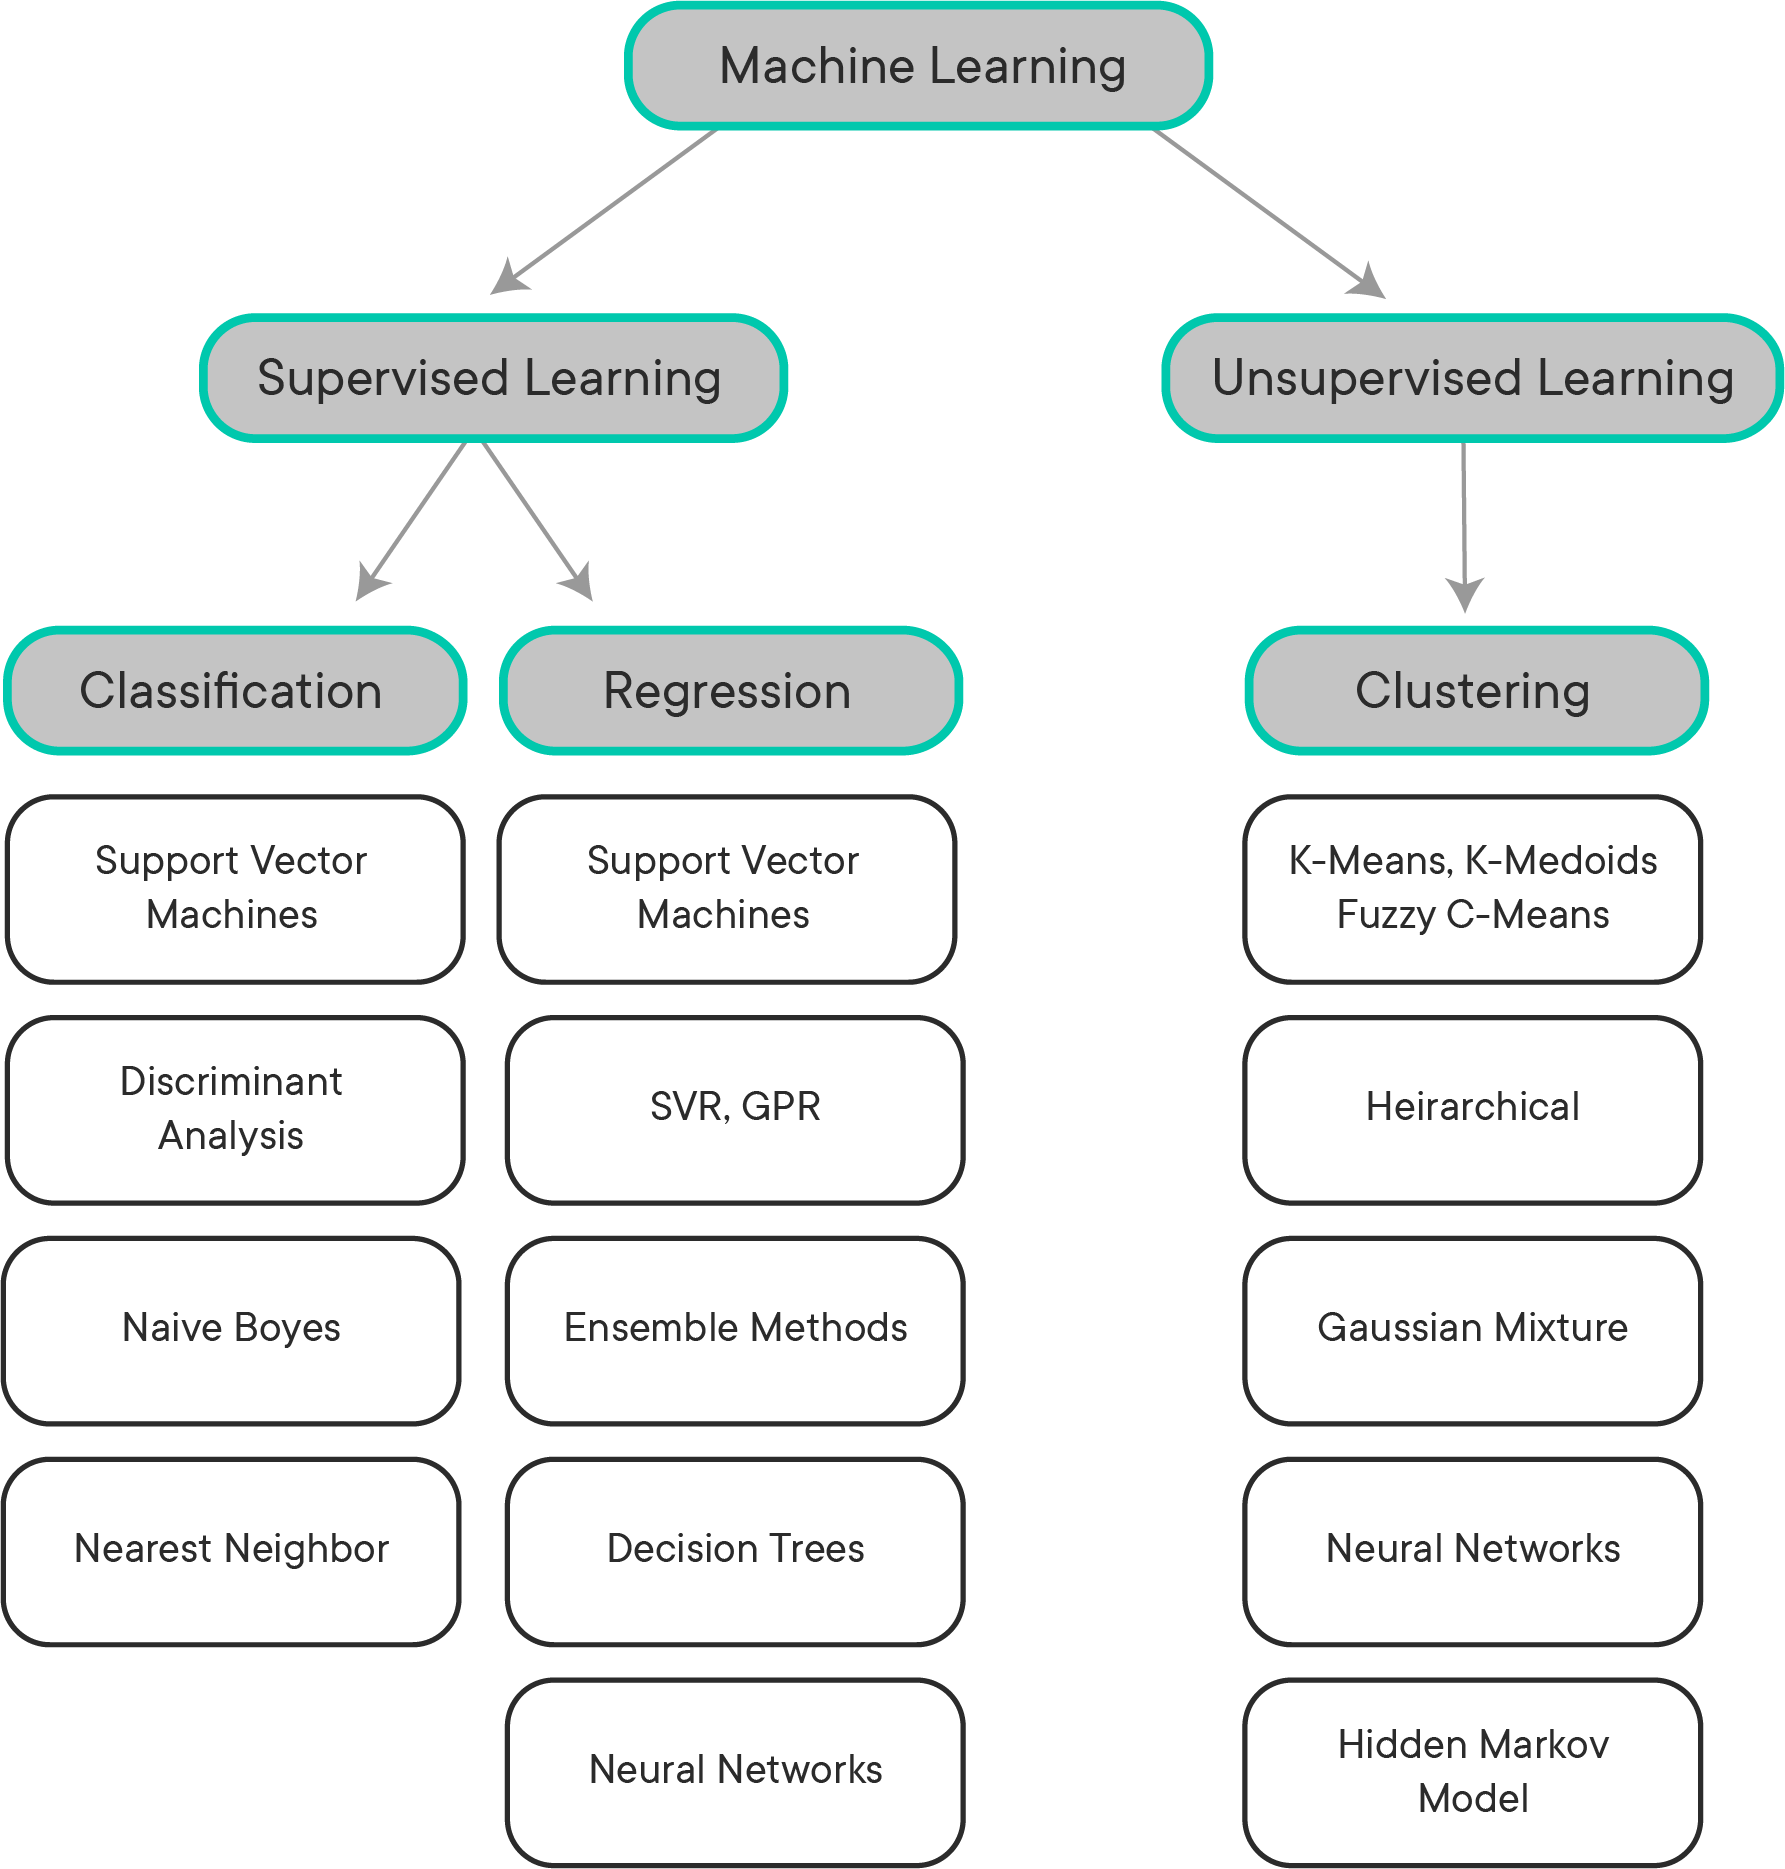 Machine Learning
Supervised Learning
Unsupervised Learning
Classification
Regression
Clustering
Support Vector
Machines
Discriminant
Analysis
Naive Boyes
Nearest Neighbor
Support Vector
Machines
SVR, GPR
Ensemble Methods
Decision Trees
Neural Networks
K-Means, K-Medoids
Fuzzy C-Means
Heirarchical
Gaussian Mixture
Neural Networks
Hidden Markov
Model